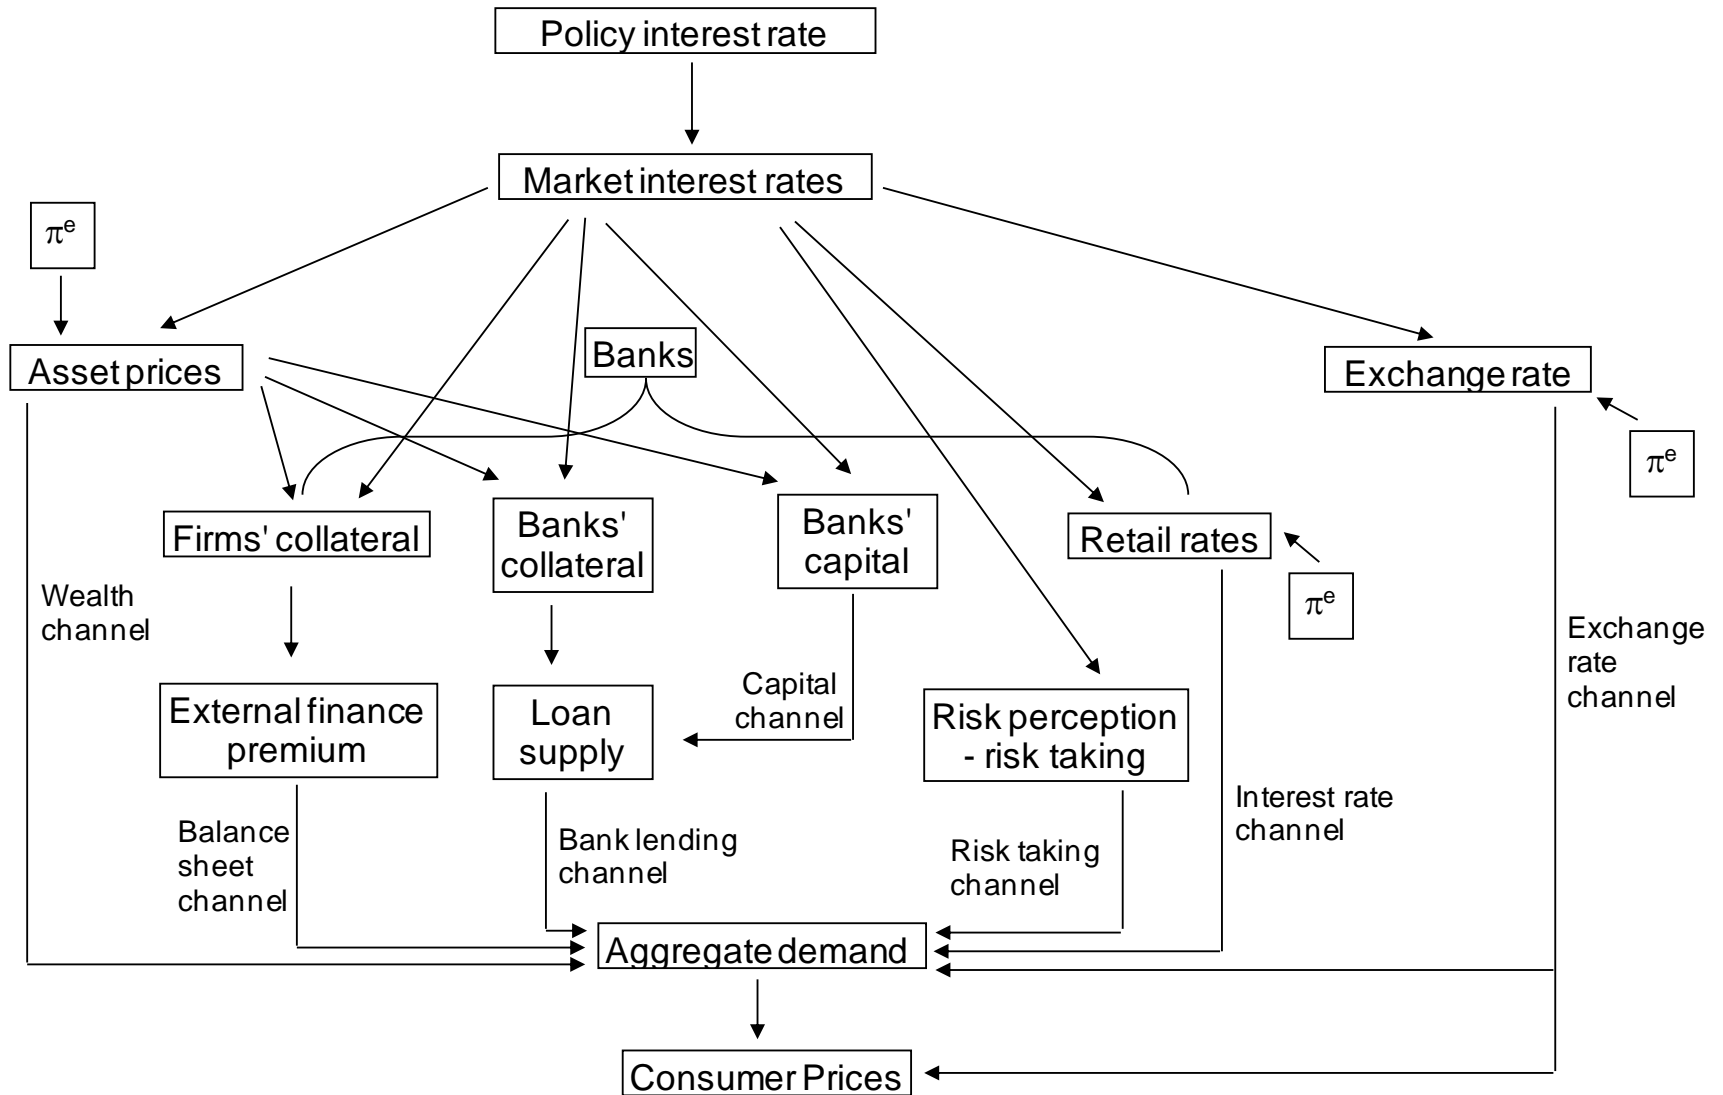 Policy interest rate
Market interest rates
πᵉ
Asset prices
Banks
Exchange rate
πᵉ
Firms' collateral
Banks'
collateral
Banks'
capital
Retail rates
πᵉ
Wealth
channel
Exchange
rate
channel
External finance
premium
Loan
supply
Capital
channel
Risk perception
- risk taking
Interest rate
channel
Balance
sheet
channel
Bank lending
channel
Risk taking
channel
Aggregate demand
Consumer Prices